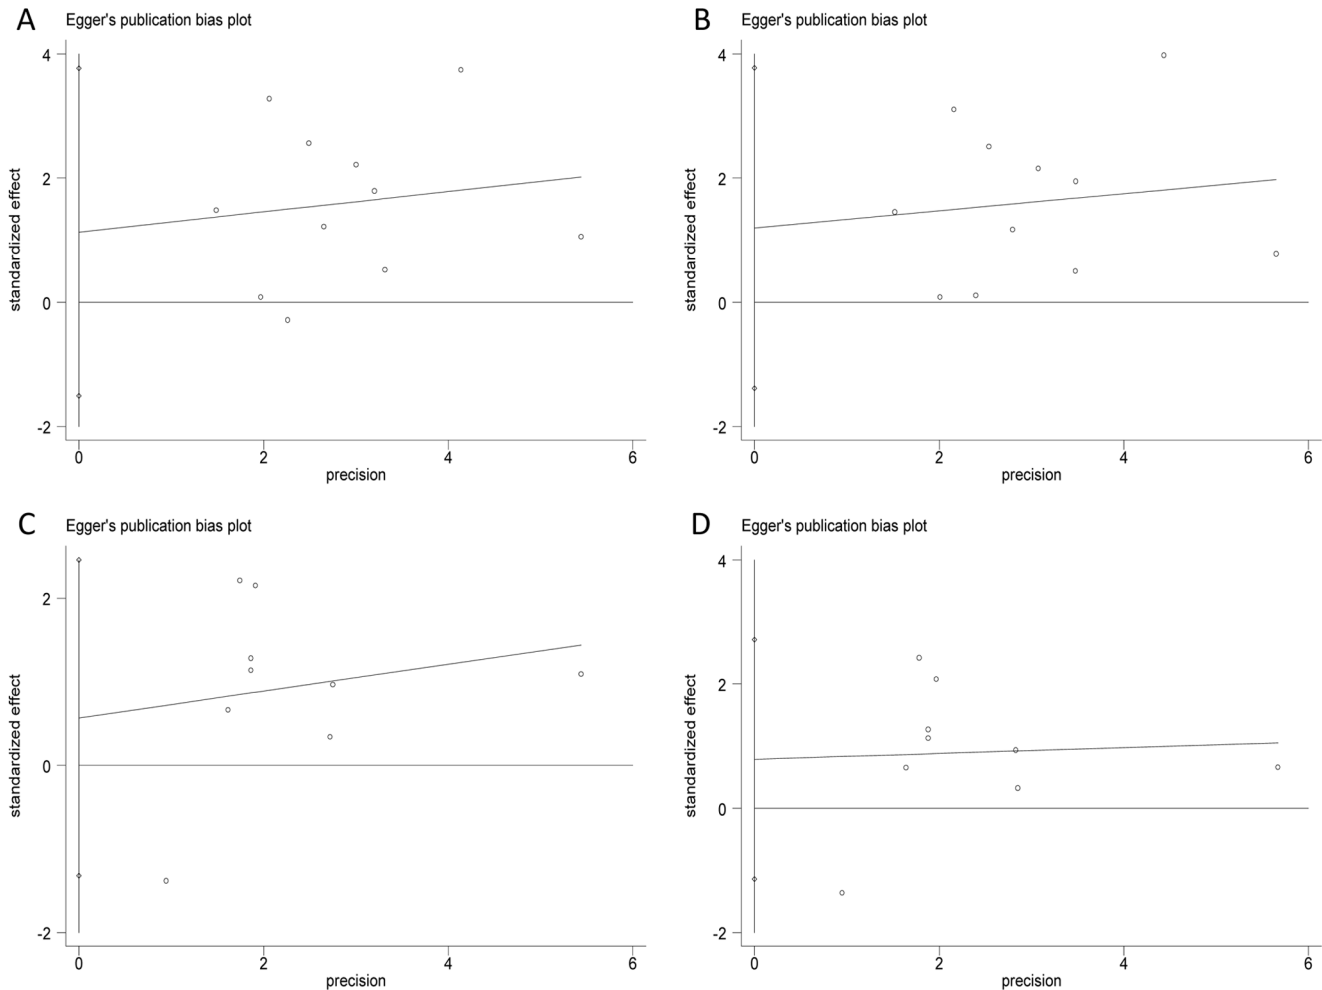 A
Egger's publication bias plot
4
2
0
-2
standardized effect
0 2 4 6
precision
B
Egger's publication bias plot
4
2
0
-2
standardized effect
0 2 4 6
precision
C
Egger's publication bias plot
2
0
-2
standardized effect
0 2 4 6
precision
D
Egger's publication bias plot
4
2
0
-2
standardized effect
0 2 4 6
precision